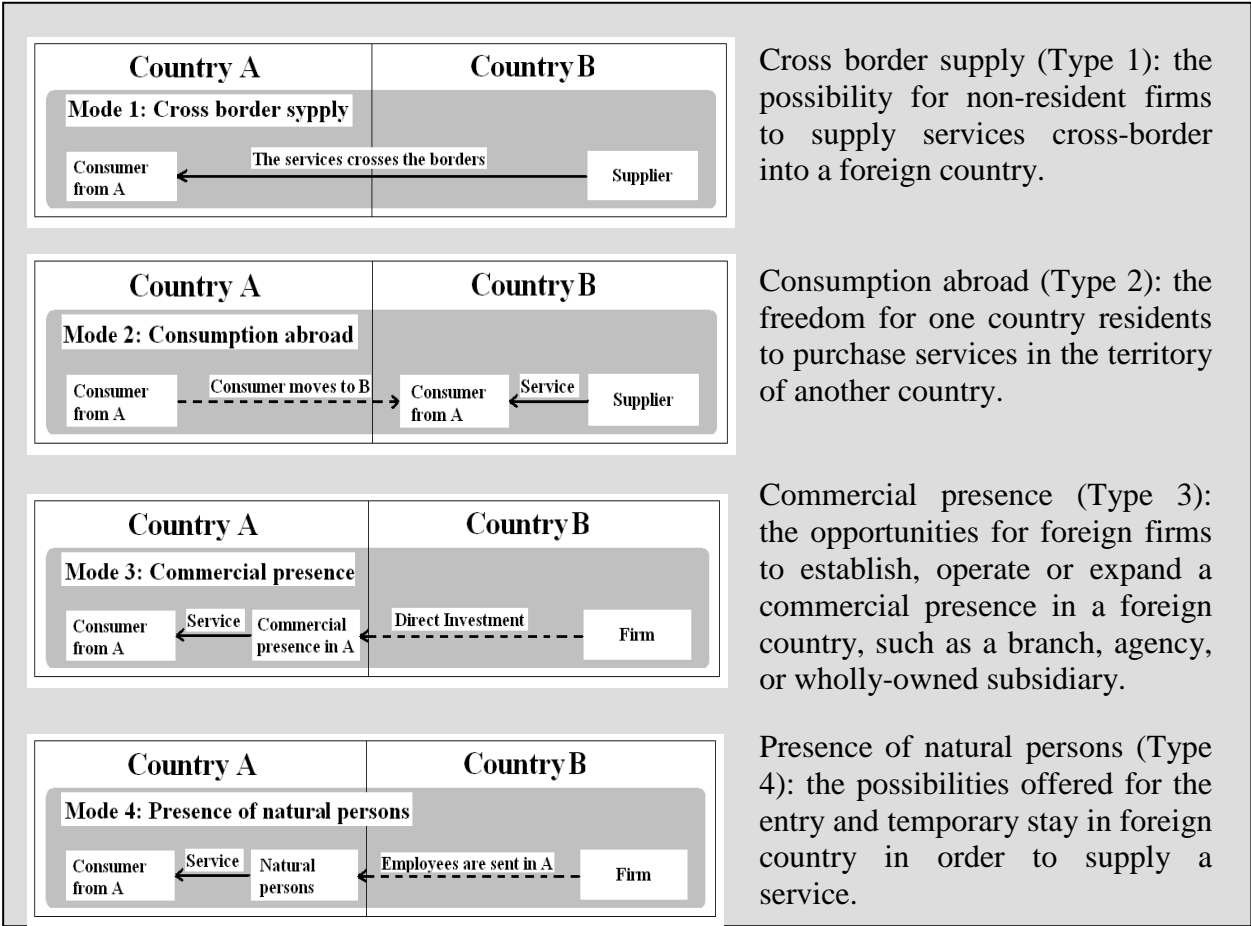 Country A
Country B
Mode 1: Cross border sypply
The services crosses the borders
Consumer
from A
Supplier
Cross border supply (Type 1): the
possibility for non-resident firms
to supply services cross-border
into a foreign country.
Country A
Country B
Mode 2: Consumption abroad
Consumer
from A
Consumer moves to B
Consumer
from A
Service
Supplier
Consumption abroad (Type 2): the
freedom for one country residents
to purchase services in the territory
of another country.
Country A
Country B
Mode 3: Commercial presence
Consumer
from A
Service
Commercial
presence in A
Direct Investment
Firm
Commercial presence (Type 3):
the opportunities for foreign firms
to establish, operate or expand a
commercial presence in a foreign
country, such as a branch, agency,
or wholly-owned subsidiary.
Country A
Country B
Mode 4: Presence of natural persons
Consumer
from A
Service
Natural
persons
Employees are sent in A
Firm
Presence of natural persons (Type
4): the possibilities offered for the
entry and temporary stay in foreign
country in order to supply a
service.